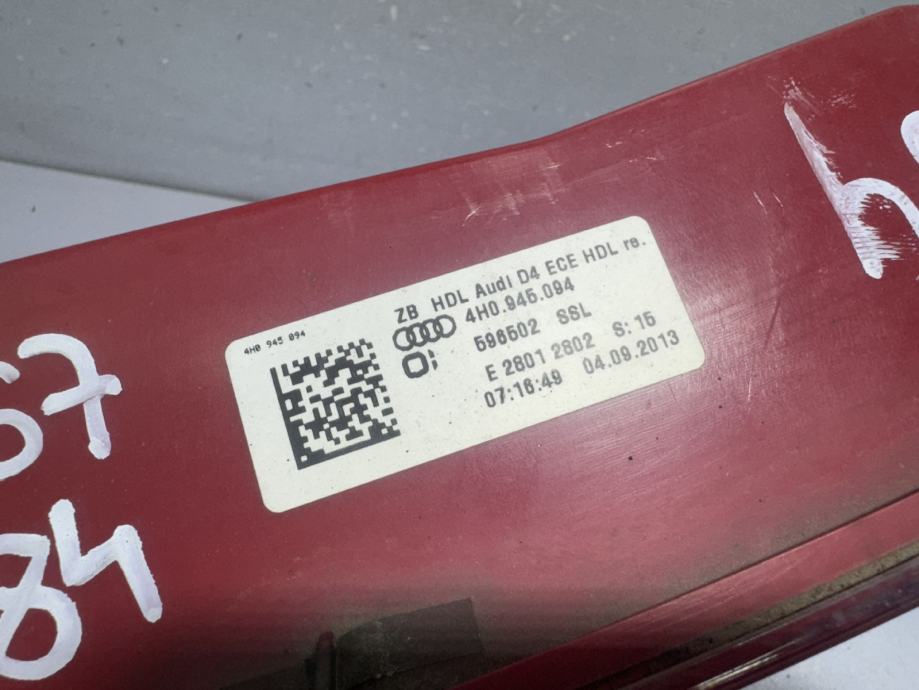 4H0 945 094
ZB HDL Audi D4 ECE HDL re.
4H0.945.094
596502 SSL
E 2801 2802 S: 15
07:16:49 04.09.2013
67
84